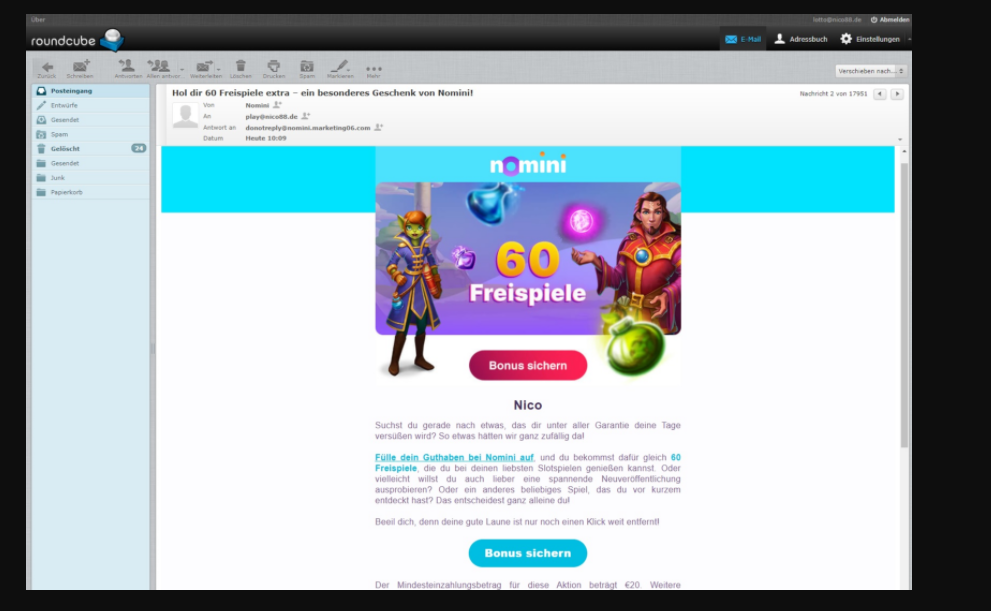 Über
lotto@nico88.de Abmelden
roundcube
E-Mail Adressbuch Einstellungen
Zurück Schreiben Antworten Allen antwor... Weiterleiten Löschen Drucken Spam Markieren Mehr
Verschieben nach...
Posteingang
Entwürfe
Gesendet
Spam
Gelöscht 24
Gesendet
Junk
Papierkorb
Hol dir 60 Freispiele extra – ein besonderes Geschenk von Nomini!
Nachricht 2 von 17951
Von Nomini
An play@nico88.de
Antwort an donotreply@nomini.marketing06.com
Datum Heute 10:09
nomini
60
Freispiele
Bonus sichern
Nico
Suchst du gerade nach etwas, das dir unter aller Garantie deine Tage
versüßen wird? So etwas hätten wir ganz zufällig da!
Fülle dein Guthaben bei Nomini auf, und du bekommst dafür gleich 60
Freispiele, die du bei deinen liebsten Slotspielen genießen kannst. Oder
vielleicht willst du auch lieber eine spannende Neuveröffentlichung
ausprobieren? Oder ein anderes beliebiges Spiel, das du vor kurzem
entdeckt hast? Das entscheidest ganz alleine du!
Beeil dich, denn deine gute Laune ist nur noch einen Klick weit entfernt!
Bonus sichern
Der Mindesteinzahlungsbetrag für diese Aktion beträgt €20. Weitere